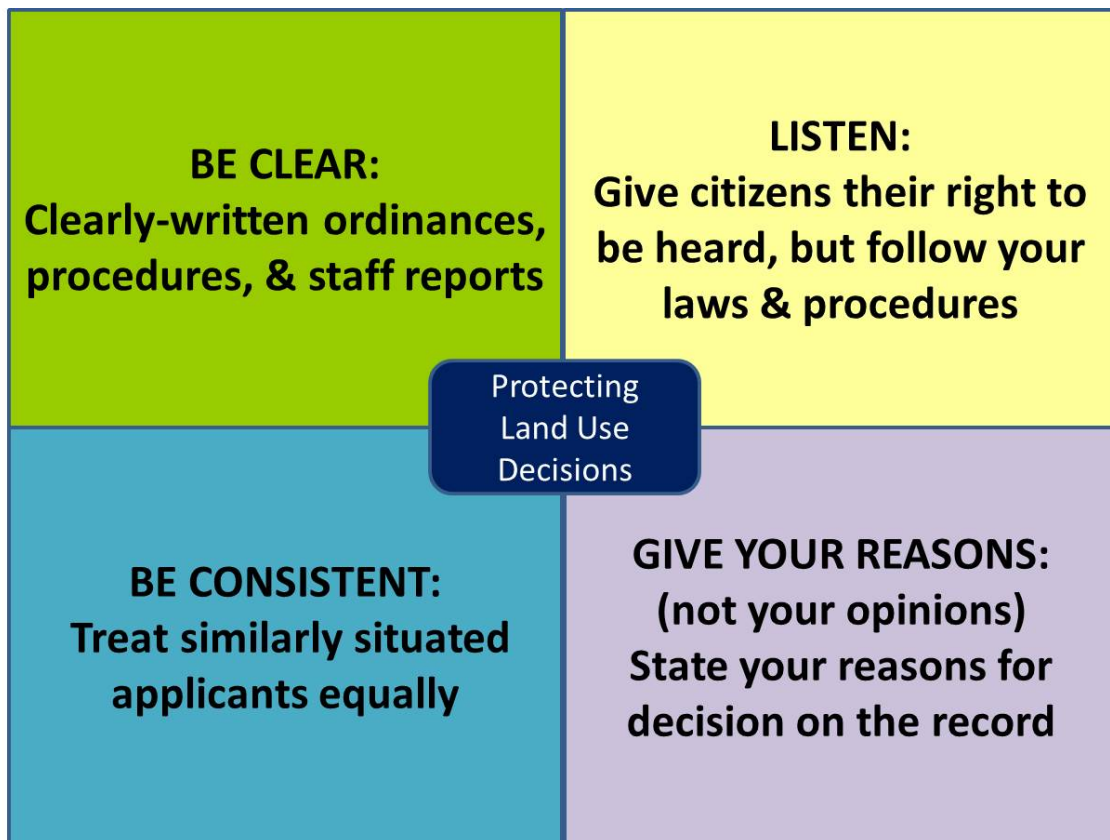 BE CLEAR:
Clearly-written ordinances,
procedures, & staff reports
LISTEN:
Give citizens their right to
be heard, but follow your
laws & procedures
Protecting
Land Use
Decisions
BE CONSISTENT:
Treat similarly situated
applicants equally
GIVE YOUR REASONS:
(not your opinions)
State your reasons for
decision on the record